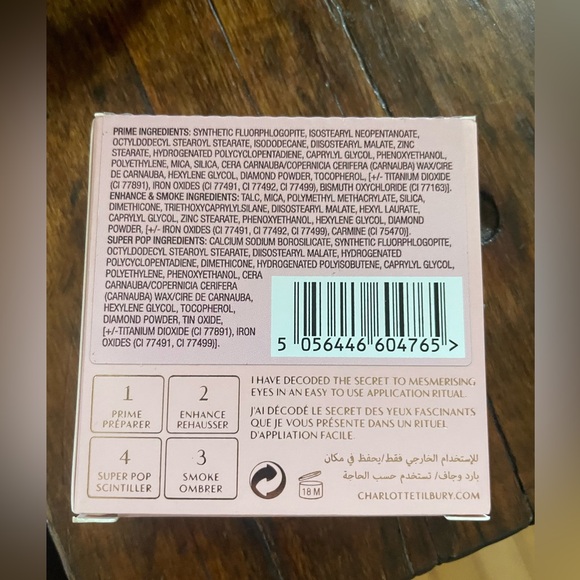 PRIME INGREDIENTS: SYNTHETIC FLUORPHLOGOPITE, ISOSTEARYL NEOPENTANOATE,
OCTYLDODECYL STEAROYL STEARATE, ISODODECANE, DIISOSTEARYL MALATE, ZINC
STEARATE, HYDROGENATED POLYCYCLOPENTADIENE, CAPRYLYL GLYCOL, PHENOXYETHANOL,
POLYETHYLENE, MICA, SILICA, CERA CARNAUBA/COPERNICIA CERIFERA (CARNAUBA) WAX/CIRE
DE CARNAUBA, HEXYLENE GLYCOL, DIAMOND POWDER, TOCOPHEROL, [+/- TITANIUM DIOXIDE
(CI 77891), IRON OXIDES (CI 77491, CI 77492, CI 77499), BISMUTH OXYCHLORIDE (CI 77163)].
ENHANCE & SMOKE INGREDIENTS: TALC, MICA, POLYMETHYL METHACRYLATE, SILICA,
DIMETHICONE, TRIETHOXYCAPRYLYLSILANE, DIISOSTEARYL MALATE, HEXYL LAURATE,
CAPRYLYL GLYCOL, ZINC STEARATE, PHENOXYETHANOL, HEXYLENE GLYCOL, DIAMOND
POWDER, [+/- IRON OXIDES (CI 77491, CI 77492, CI 77499), CARMINE (CI 75470)].
SUPER POP INGREDIENTS: CALCIUM SODIUM BOROSILICATE, SYNTHETIC FLUORPHLOGOPITE,
OCTYLDODECYL STEAROYL STEARATE, DIISOSTEARYL MALATE, HYDROGENATED
POLYCYCLOPENTADIENE, DIMETHICONE, HYDROGENATED POLYISOBUTENE, CAPRYLYL GLYCOL,
POLYETHYLENE, PHENOXYETHANOL, CERA
CARNAUBA/COPERNICIA CERIFERA
(CARNAUBA) WAX/CIRE DE CARNAUBA,
HEXYLENE GLYCOL, TOCOPHEROL,
DIAMOND POWDER, TIN OXIDE,
[+/-TITANIUM DIOXIDE (CI 77891), IRON
OXIDES (CI 77491, CI 77492, CI 77499)].
5 056446 604765 >
1
PRIME
PRÉPARER
2
ENHANCE
REHAUSSER
4
SUPER POP
SCINTILLER
3
SMOKE
OMBRER
I HAVE DECODED THE SECRET TO MESMERISING
EYES IN AN EASY TO USE APPLICATION RITUAL.
J'AI DÉCODÉ LE SECRET DES YEUX FASCINANTS
QUE JE VOUS PRÉSENTE DANS UN RITUEL
D'APPLIATION FACILE.
للإستخدام الخارجي فقط/يحفظ في مكان
بارد وجاف/ تستخدم حسب الحاجة
18 M
CHARLOTTETILBURY.COM